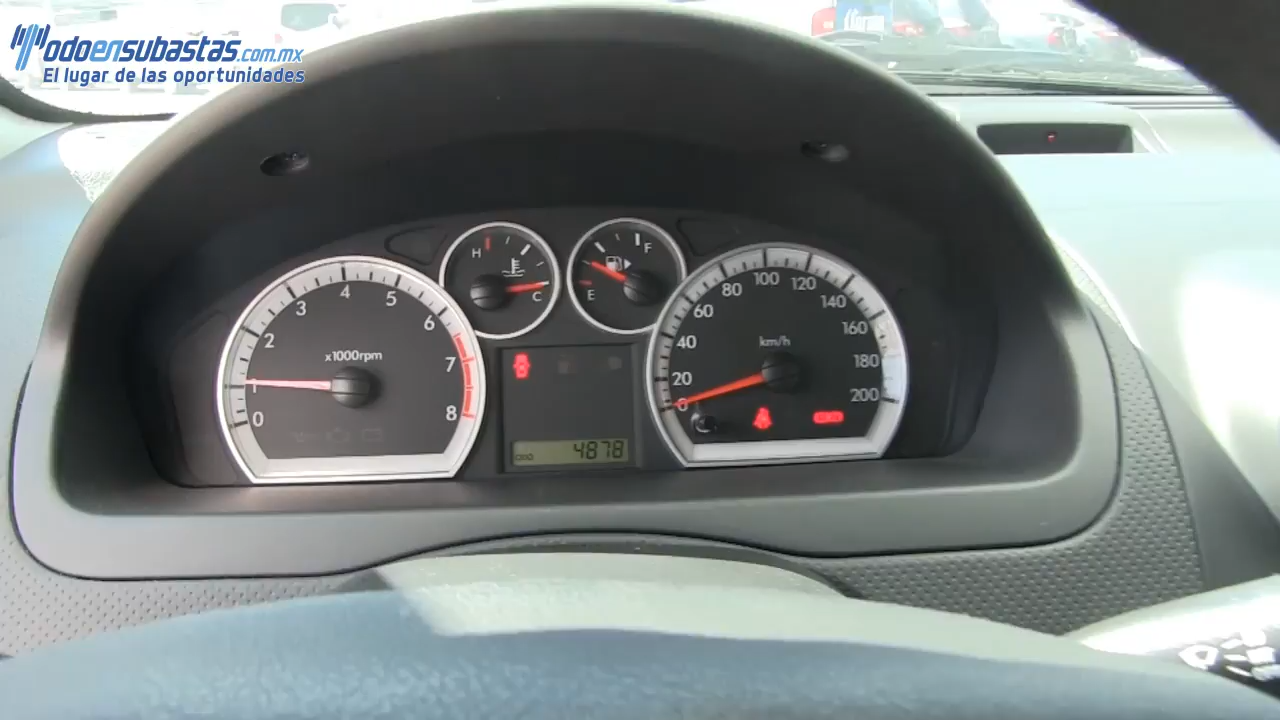 Todoensubastas.com.mx
El lugar de las oportunidades
H
C
F
E
0
1
2
3
4
5
6
7
8
x1000rpm
0
20
40
60
80
100
120
140
160
180
200
km/h
ODO 4878